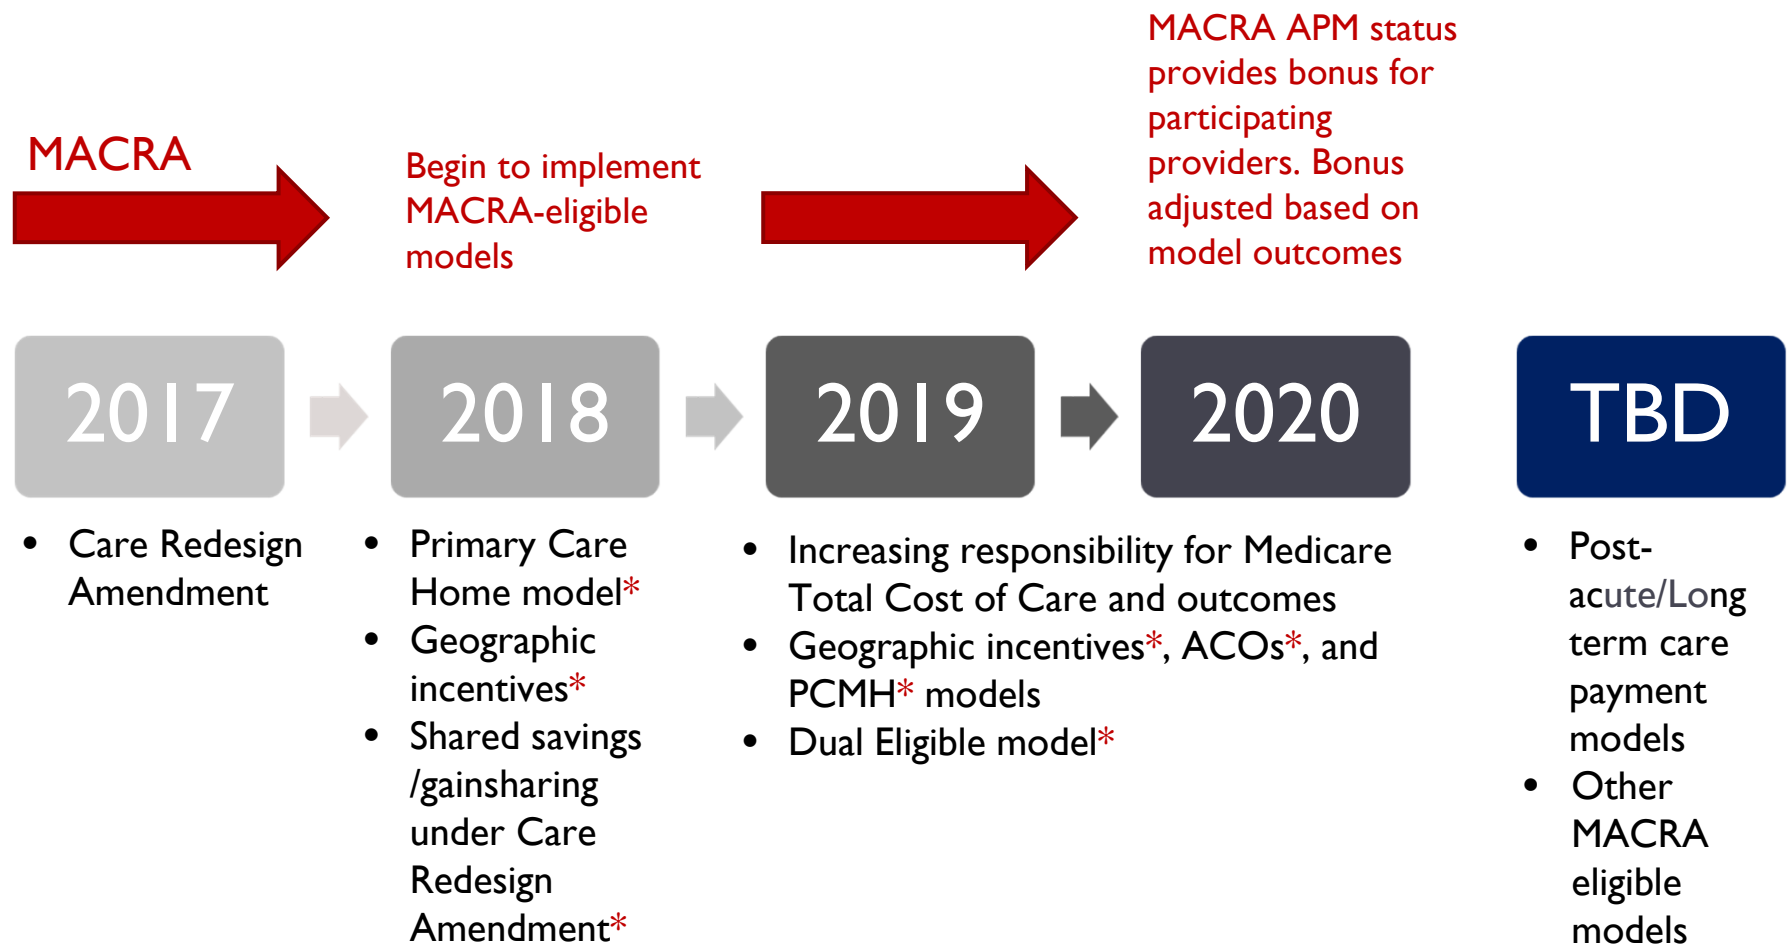 MACRA
Begin to implement
MACRA-eligible
models
MACRA APM status
provides bonus for
participating
providers. Bonus
adjusted based on
model outcomes
2017
2018
2019
2020
TBD
• Care Redesign
Amendment
• Primary Care
Home model*
• Geographic
incentives*
• Shared savings
/gainsharing
under Care
Redesign
Amendment*
• Increasing responsibility for Medicare
Total Cost of Care and outcomes
• Geographic incentives*, ACOs*, and
PCMH* models
• Dual Eligible model*
• Post-
acute/Long
term care
payment
models
• Other
MACRA
eligible
models